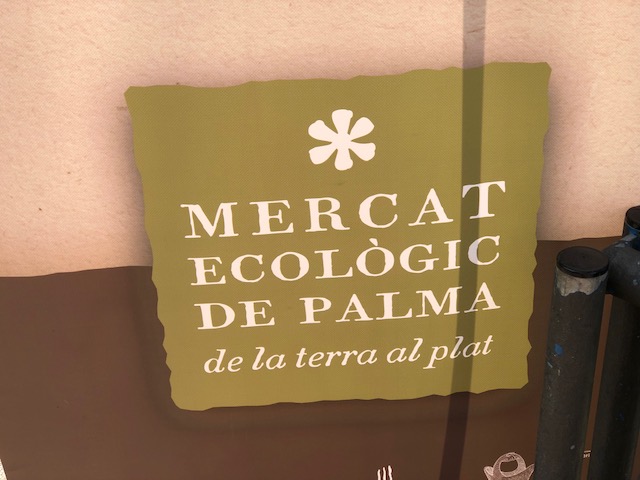 MERCAT
ECOLÒGIC
DE PALMA
de la terra al plat